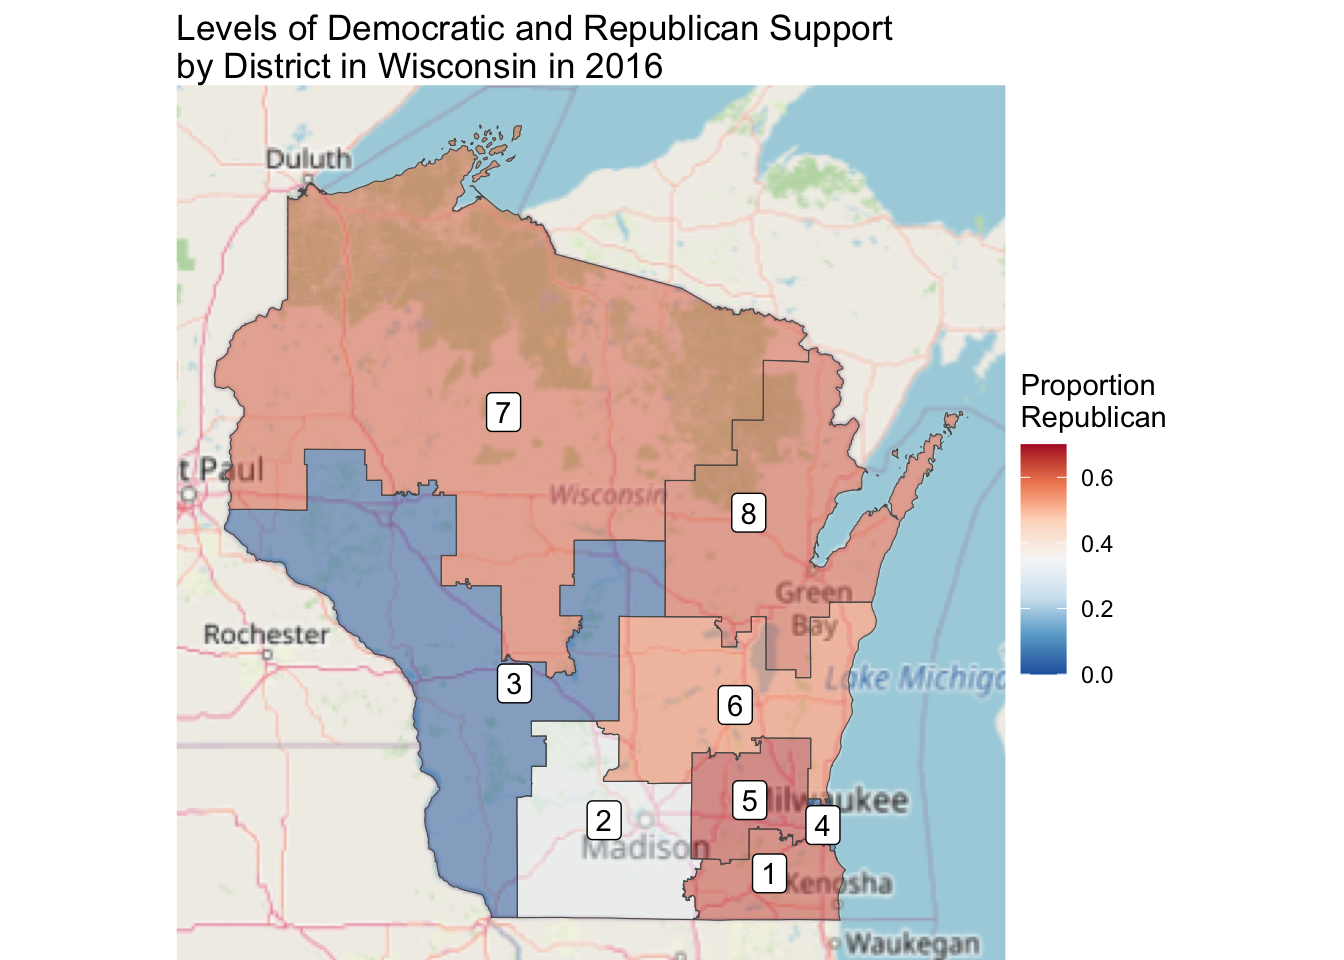 Levels of Democratic and Republican Support
by District in Wisconsin in 2016
Duluth
7
t Paul
Wisconsin
8
Green
Bay
Rochester
3
Lake Michiga
6
5
ilwaukee
4
2
Madison
1
Kenosha
Waukegan
Proportion
Republican
0.6
0.4
0.2
0.0